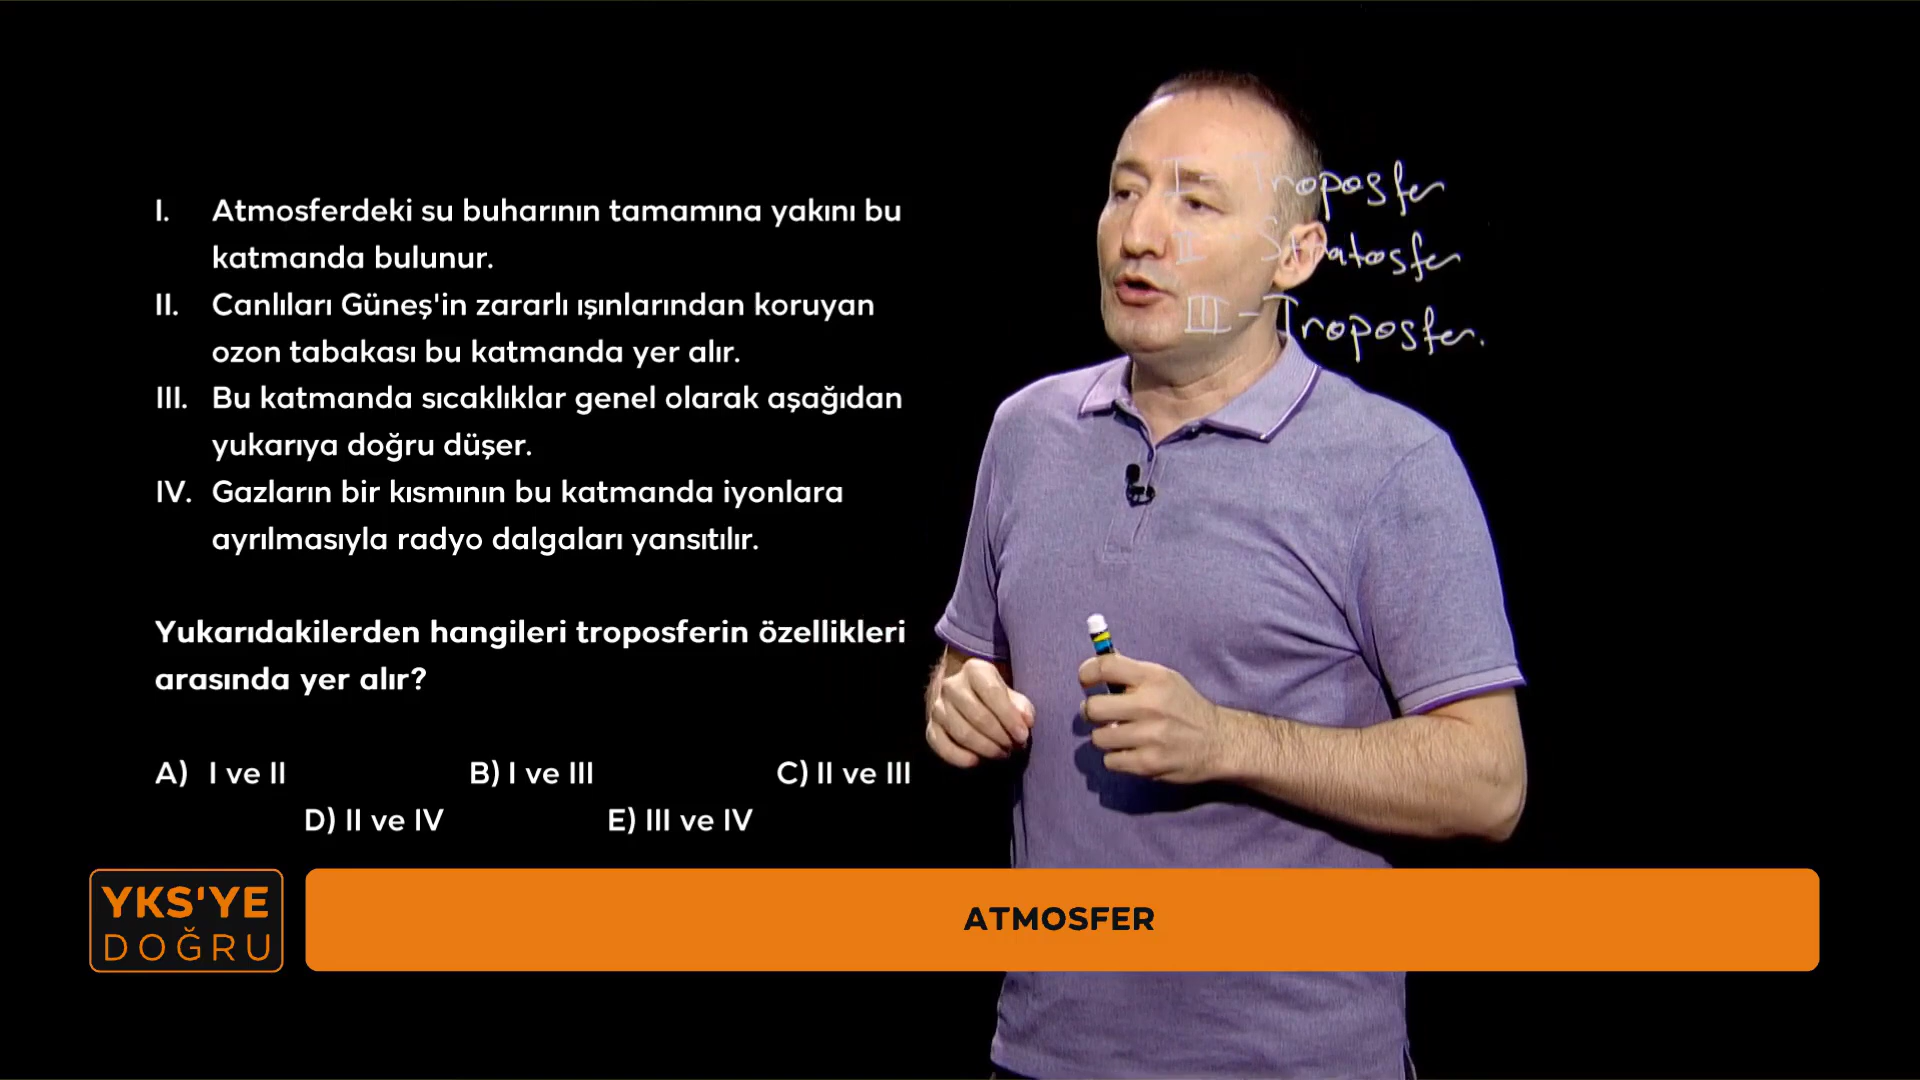 I. Atmosferdeki su buharının tamamına yakını bu
katmanda bulunur.
II. Canlıları Güneş'in zararlı ışınlarından koruyan
ozon tabakası bu katmanda yer alır.
III. Bu katmanda sıcaklıklar genel olarak aşağıdan
yukarıya doğru düşer.
IV. Gazların bir kısmının bu katmanda iyonlara
ayrılmasıyla radyo dalgaları yansıtılır.
Yukarıdakilerden hangileri troposferin özellikleri
arasında yer alır?
A) I ve II B) I ve III C) II ve III
D) II ve IV E) III ve IV
I - Troposfer
II - Stratosfer
III - Troposfer.
YKS'YE
DOĞRU
ATMOSFER